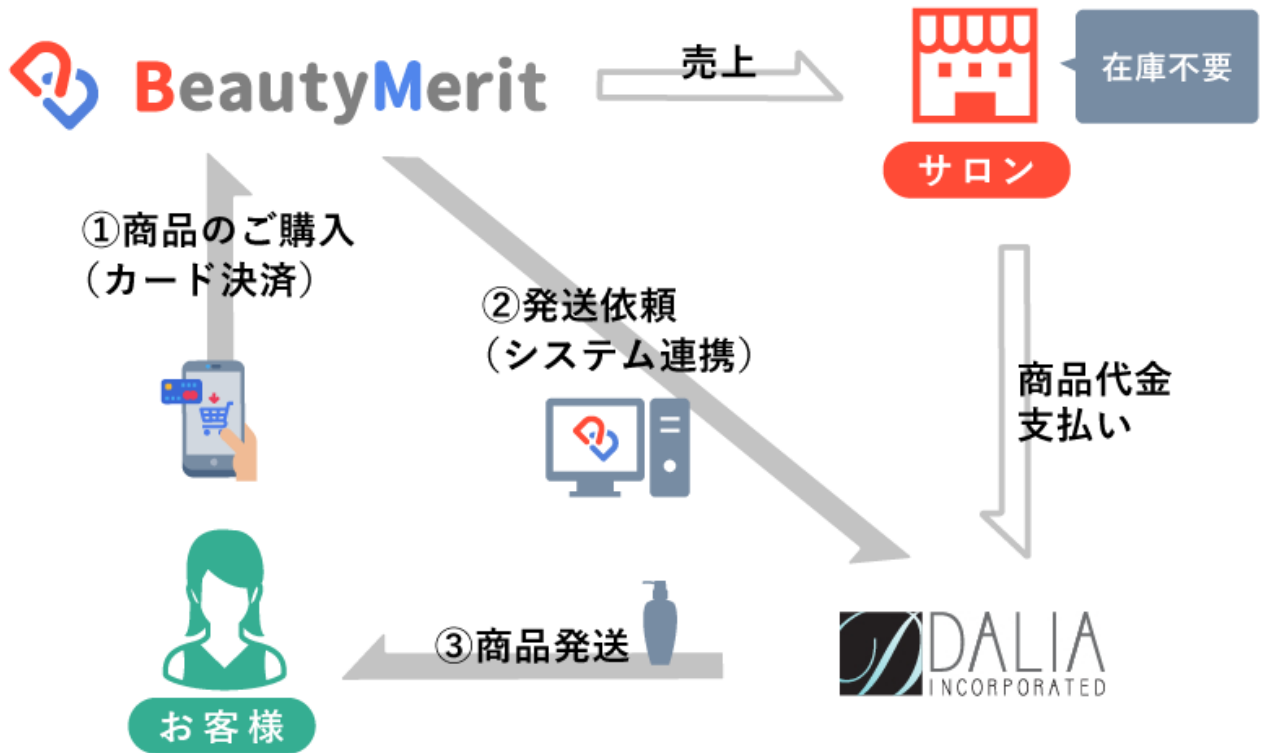 BeautyMerit
売上
在庫不要
サロン
①商品のご購入
（カード決済）
②発送依頼
（システム連携）
商品代金
支払い
③商品発送
DALIA
INCORPORATED
お客様